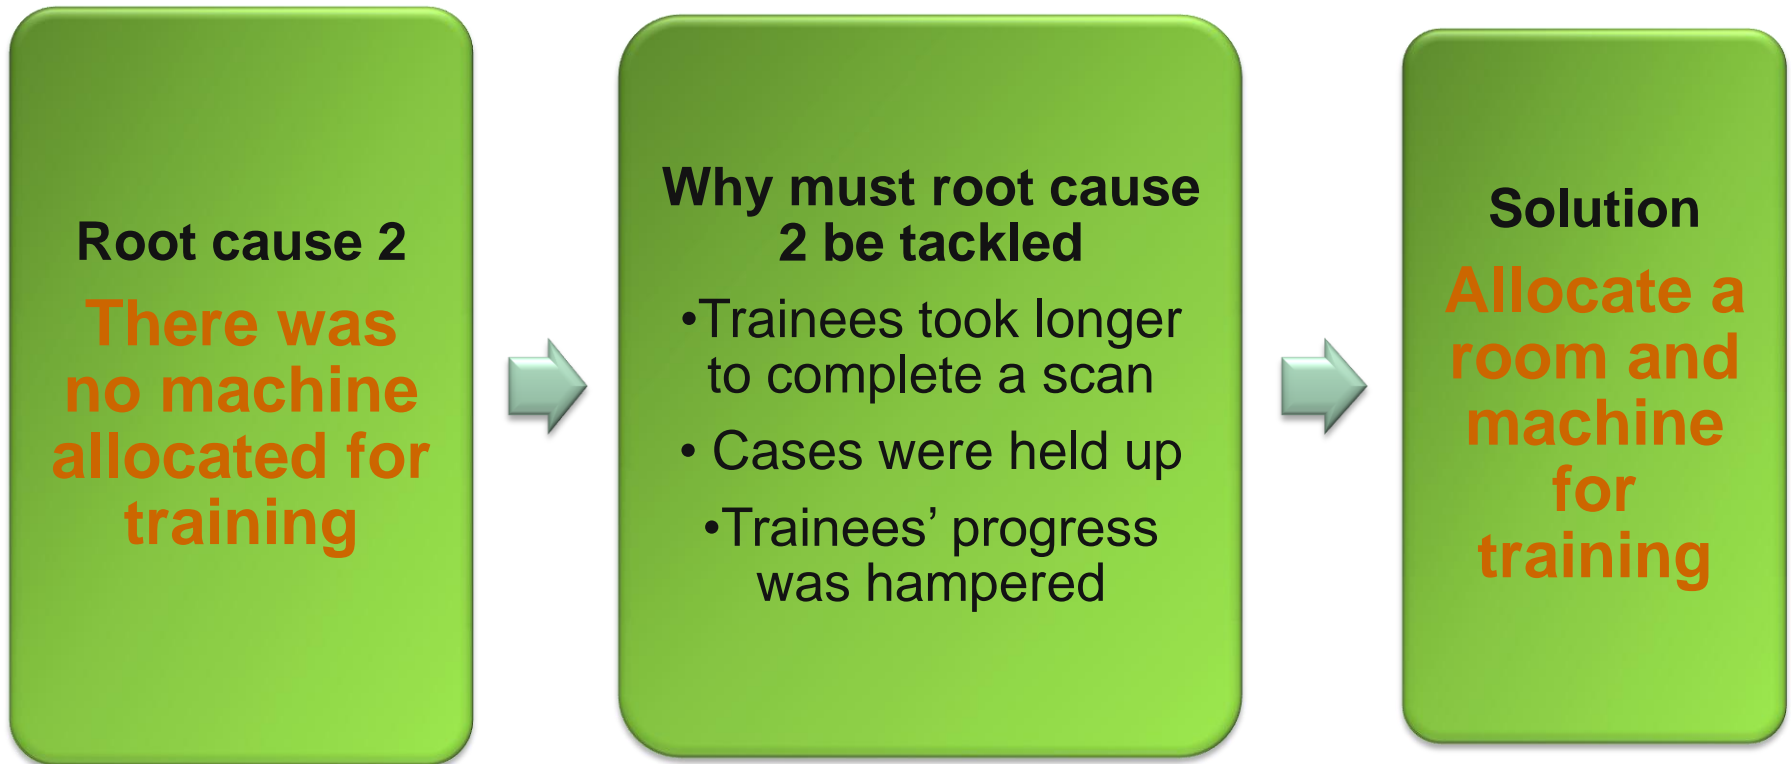 Root cause 2
There was
no machine
allocated for
training
Why must root cause
2 be tackled
•Trainees took longer
to complete a scan
• Cases were held up
•Trainees’ progress
was hampered
Solution
Allocate a
room and
machine
for
training